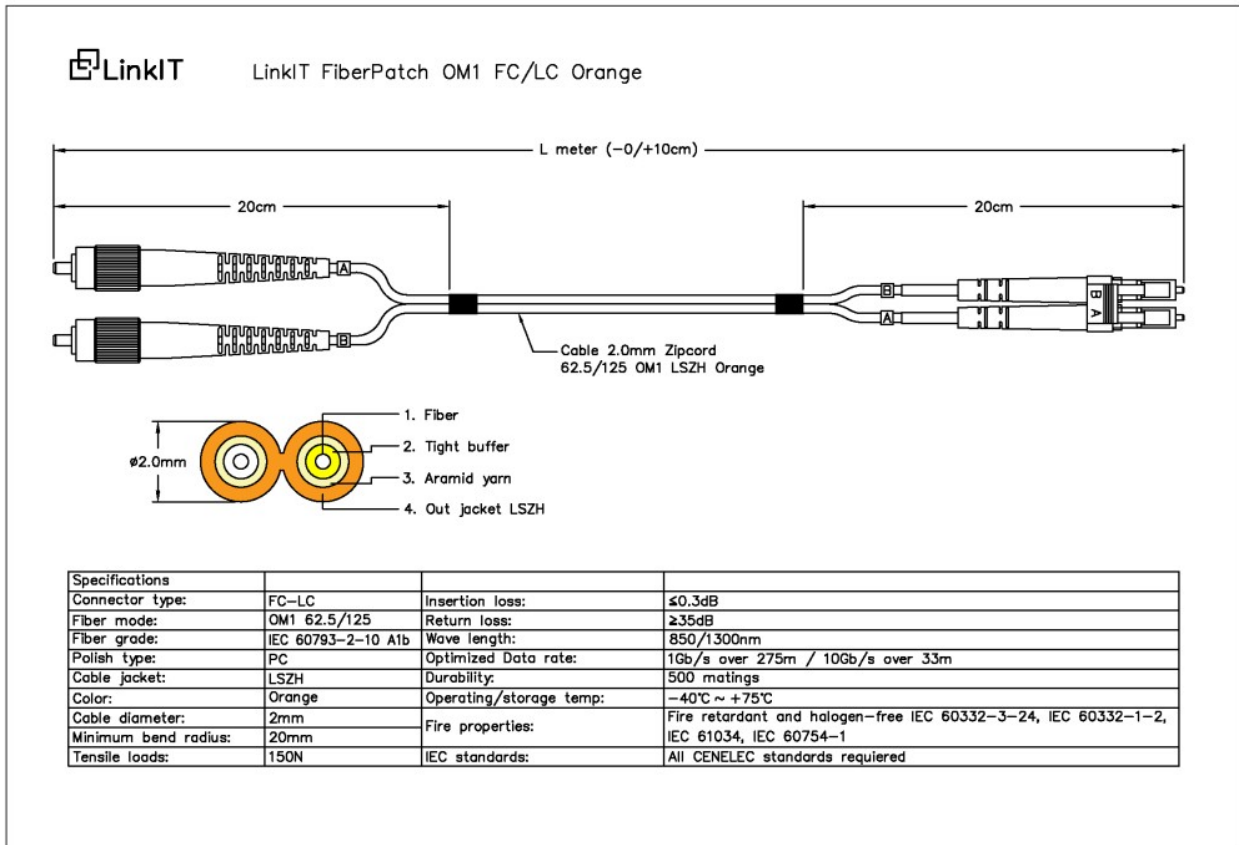 LinkIT
LinkIT FiberPatch OM1 FC/LC Orange
L meter (-0/+10cm)
20cm
20cm
A
B
B
A
B
A
Cable 2.0mm Zipcord
62.5/125 OM1 LSZH Orange
1. Fiber
2. Tight buffer
ø2.0mm
3. Aramid yarn
4. Out jacket LSZH
Specifications
Connector type: FC-LC Insertion loss: ≤0.3dB
Fiber mode: OM1 62.5/125 Return loss: ≥35dB
Fiber grade: IEC 60793-2-10 A1b Wave length: 850/1300nm
Polish type: PC Optimized Data rate: 1Gb/s over 275m / 10Gb/s over 33m
Cable jacket: LSZH Durability: 500 matings
Color: Orange Operating/storage temp: -40℃ ~ +75℃
Cable diameter: 2mm Fire properties: Fire retardant and halogen-free IEC 60332-3-24, IEC 60332-1-2,
Minimum bend radius: 20mm IEC 61034, IEC 60754-1
Tensile loads: 150N IEC standards: All CENELEC standards requiered